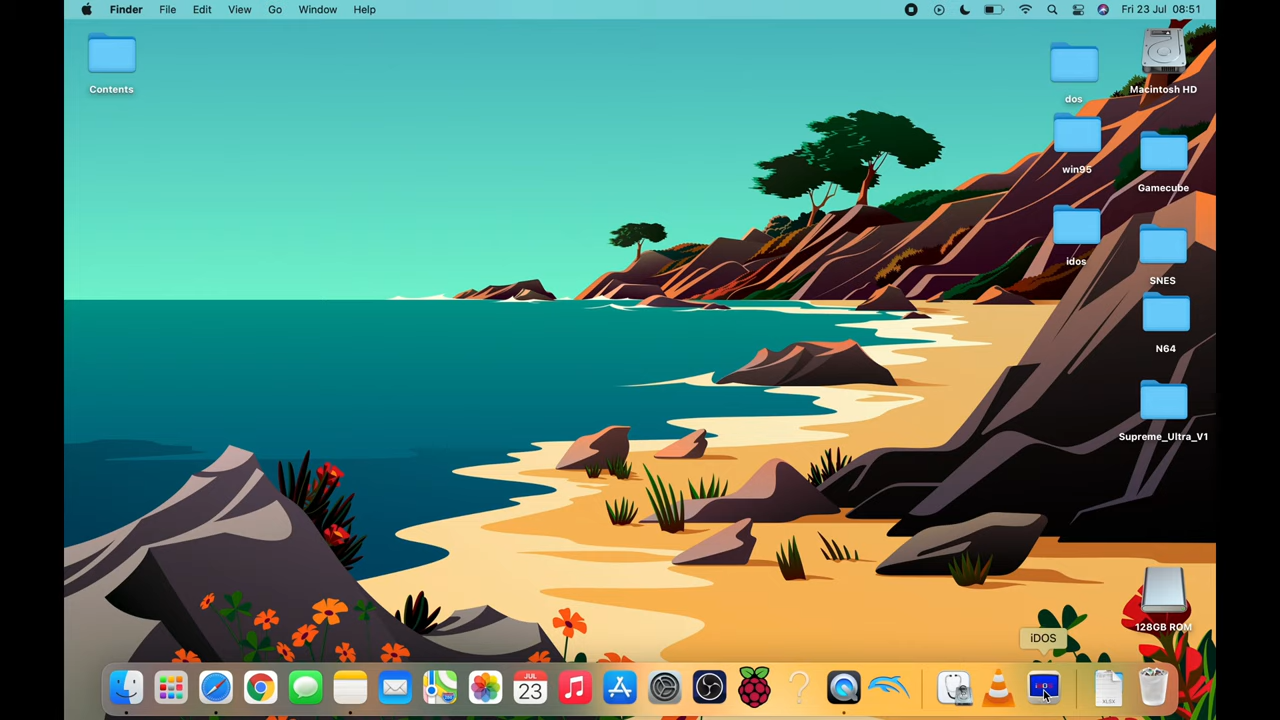 Finder File Edit View Go Window Help Fri 23 Jul 08:51
Contents
dos
Macintosh HD
win95
Gamecube
idos
SNES
N64
Supreme_Ultra_V1
128GB ROM
iDOS
JUL
23
XLSX